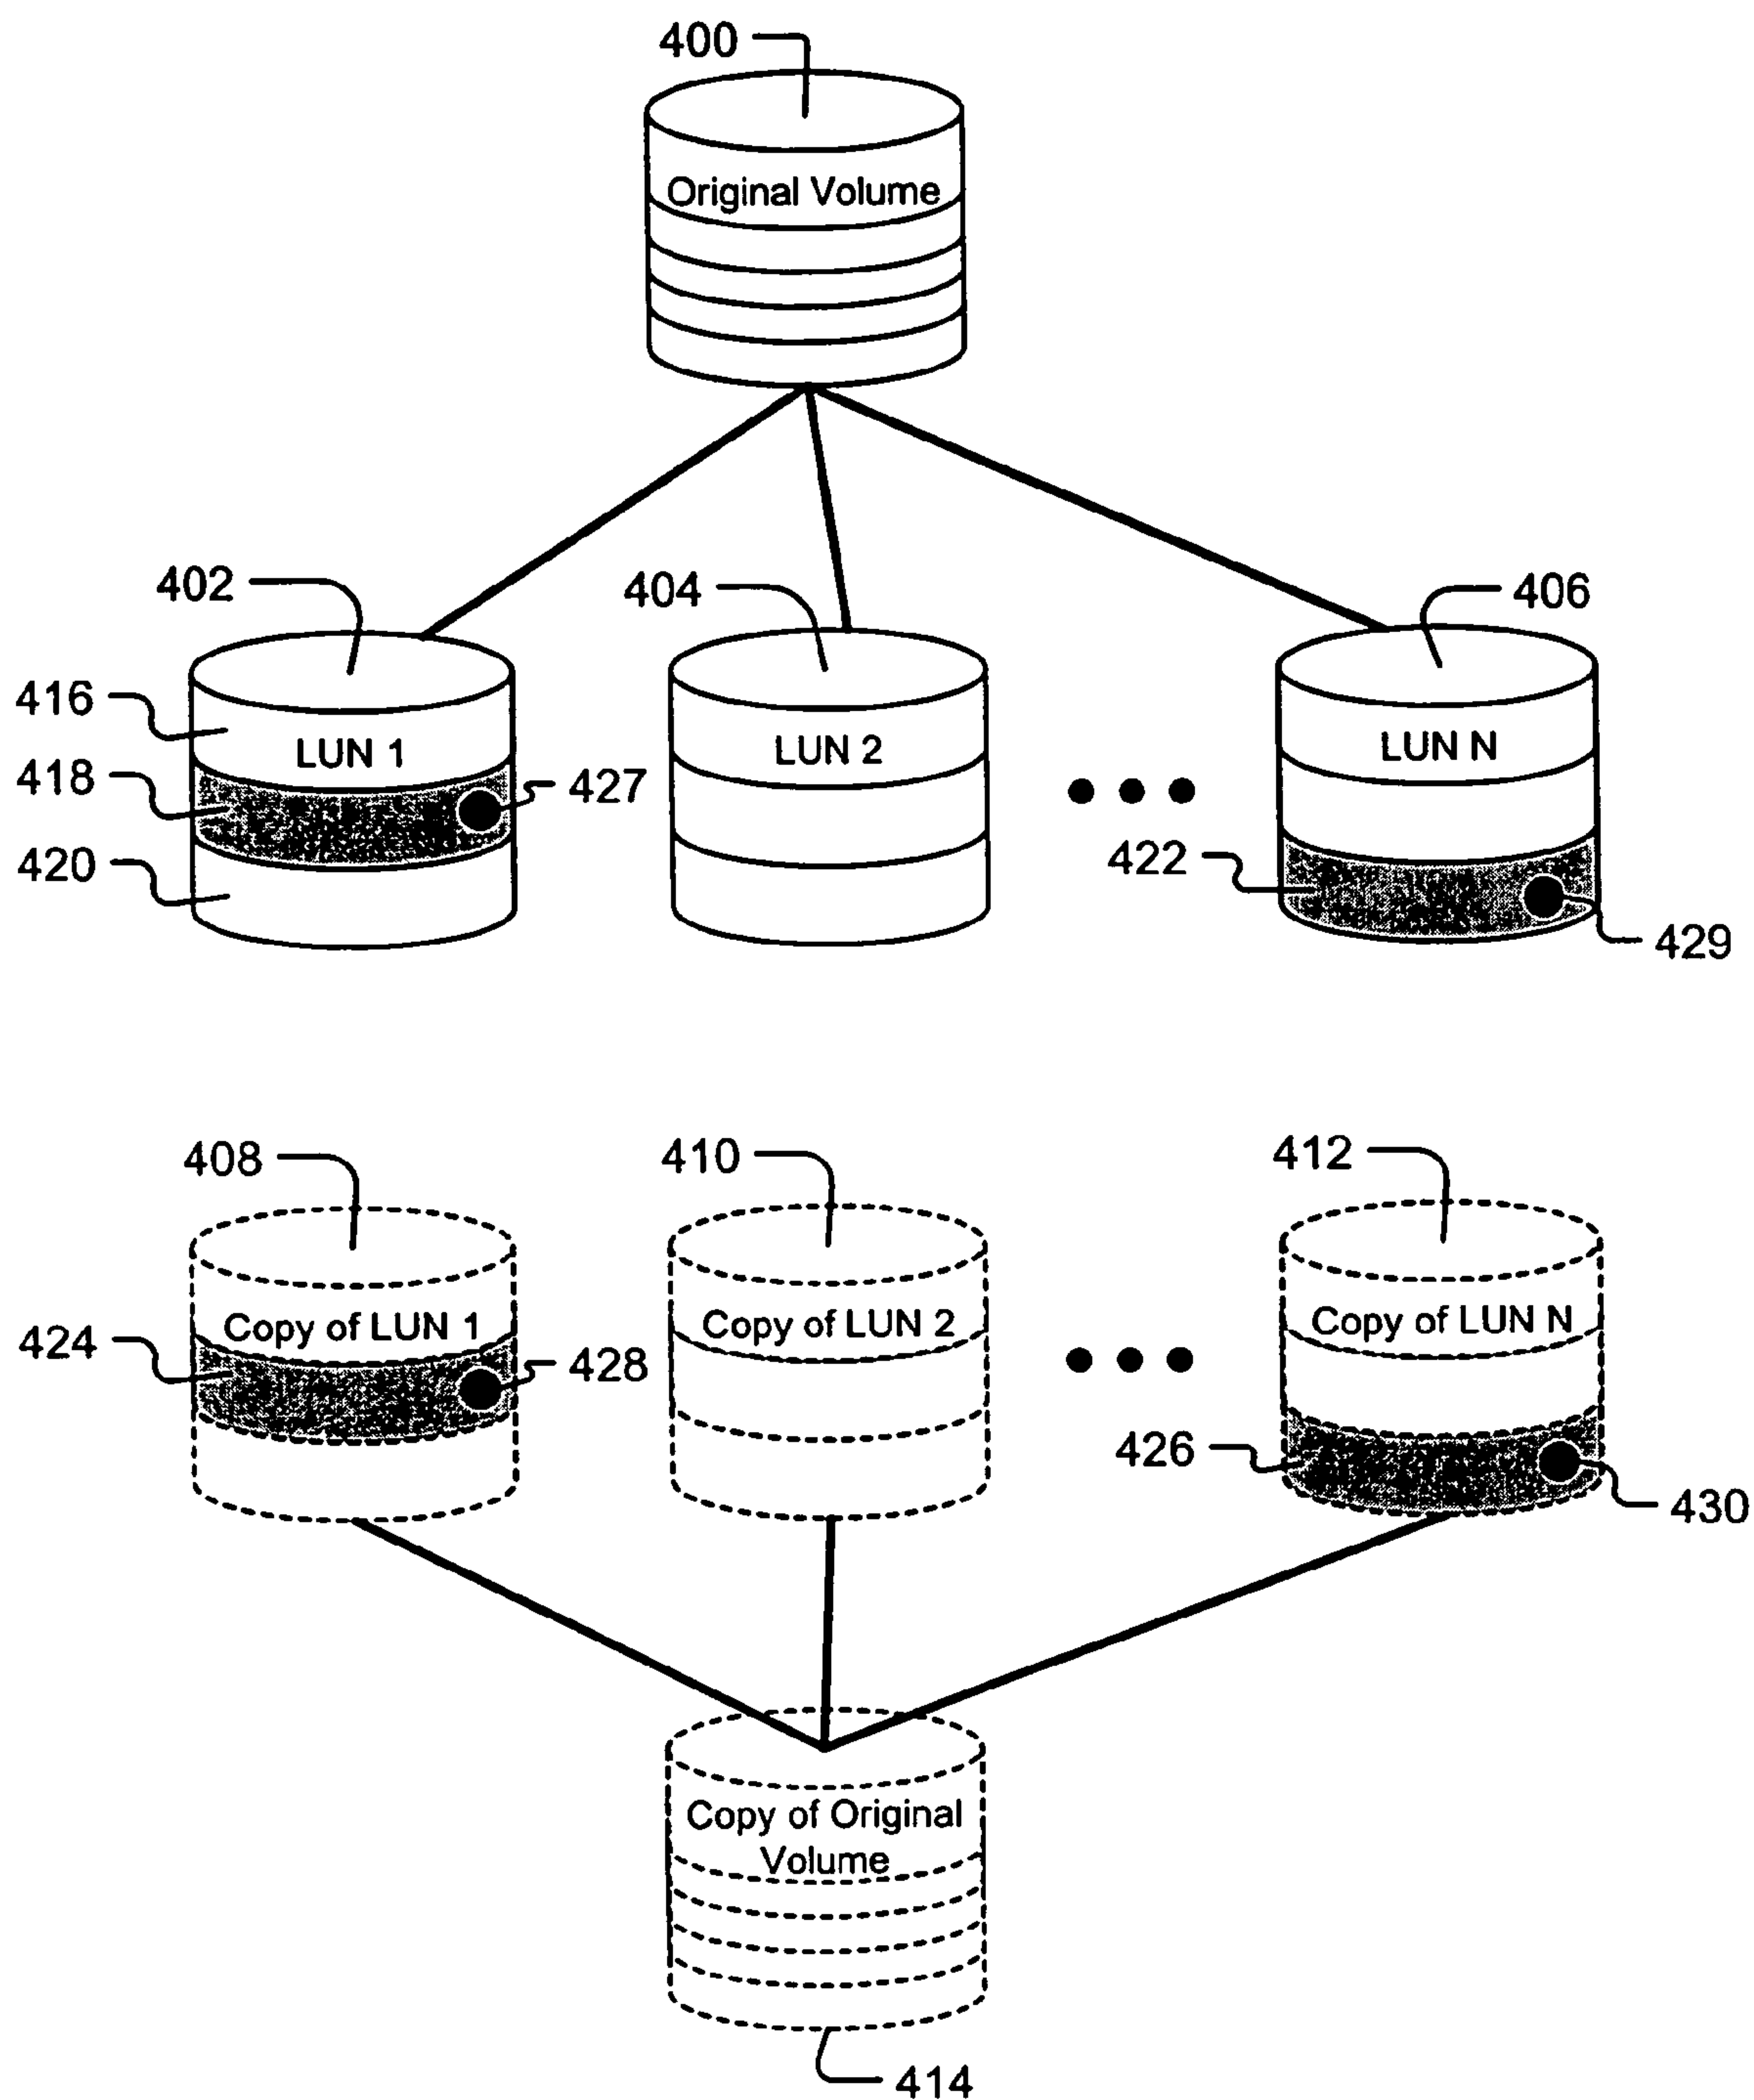 400
Original Volume
402
404
406
416
LUN 1
LUN 2
LUN N
418
427
420
422
429
408
410
412
Copy of LUN 1
Copy of LUN 2
Copy of LUN N
424
428
426
430
Copy of Original
Volume
414